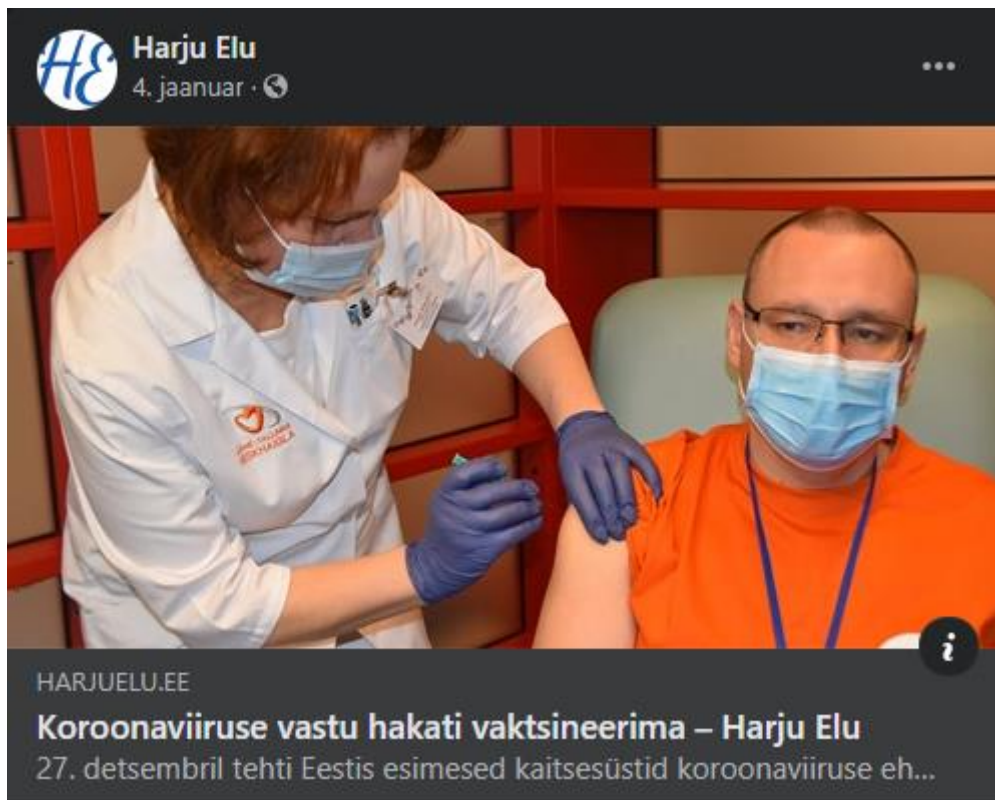 HE
Harju Elu
4. jaanuar ·
HARJUELU.EE
Koroonaviiruse vastu hakati vaktsineerima – Harju Elu
27. detsembril tehti Eestis esimesed kaitsesüstid koroonaviiruse eh...